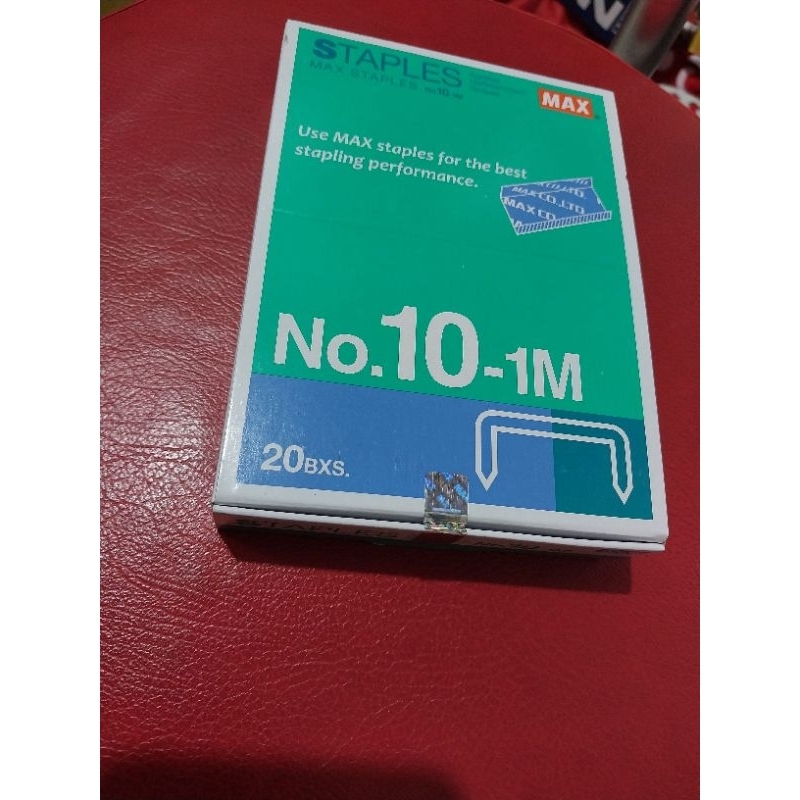 STAPLES
MAX STAPLES No.10-1M
MAX
Use MAX staples for the best
stapling performance.
MAX CO.,LTD.
MAX CO.
No.10-1M
20BXS.
STAPLES